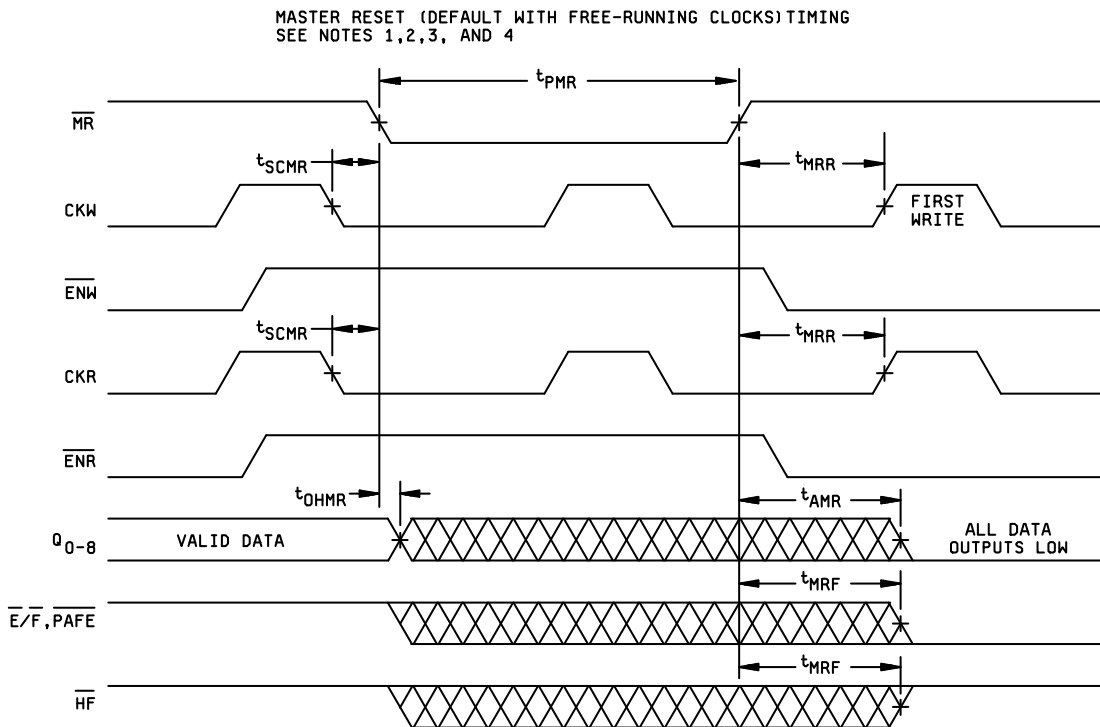 MASTER RESET (DEFAULT WITH FREE-RUNNING CLOCKS)TIMING
SEE NOTES 1,2,3, AND 4
tPMR
MR
tSCMR
tMRR
CKW
FIRST
WRITE
ENW
tSCMR
tMRR
CKR
ENR
tOHMR
tAMR
Q0-8
VALID DATA
ALL DATA
OUTPUTS LOW
tMRF
E/F,PAFE
tMRF
HF